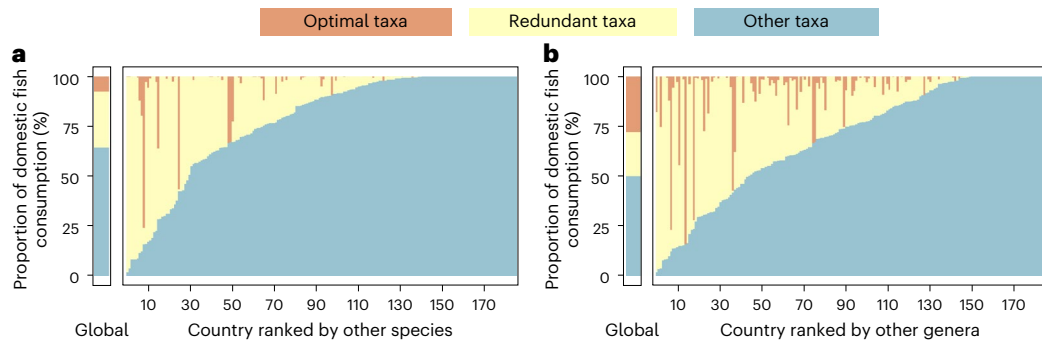 Optimal taxa
Redundant taxa
Other taxa
a
Proportion of domestic fish
consumption (%)
100
75
50
25
0
Global
10 30 50 70 90 110 130 150 170
Country ranked by other species
b
Proportion of domestic fish
consumption (%)
100
75
50
25
0
Global
10 30 50 70 90 110 130 150 170
Country ranked by other genera